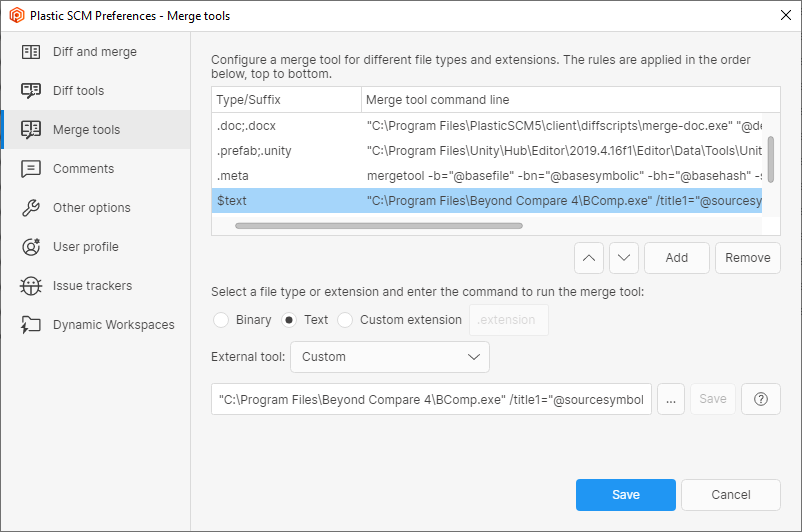 Plastic SCM Preferences - Merge tools
Diff and merge
Diff tools
Merge tools
Comments
Other options
User profile
Issue trackers
Dynamic Workspaces
Configure a merge tool for different file types and extensions. The rules are applied in the order
below, top to bottom.
Type/Suffix Merge tool command line
.doc;.docx "C:\Program Files\PlasticSCM5\client\diffscripts\merge-doc.exe" "@de
.prefab;.unity "C:\Program Files\Unity\Hub\Editor\2019.4.16f1\Editor\Data\Tools\Unit
.meta mergetool -b="@basefile" -bn="@basesymbolic" -bh="@basehash" -s
$text "C:\Program Files\Beyond Compare 4\BComp.exe" /title1="@sourcesy
Add Remove
Select a file type or extension and enter the command to run the merge tool:
Binary Text Custom extension .extension
External tool: Custom
"C:\Program Files\Beyond Compare 4\BComp.exe" /title1="@sourcesymbol ... Save ?
Save Cancel